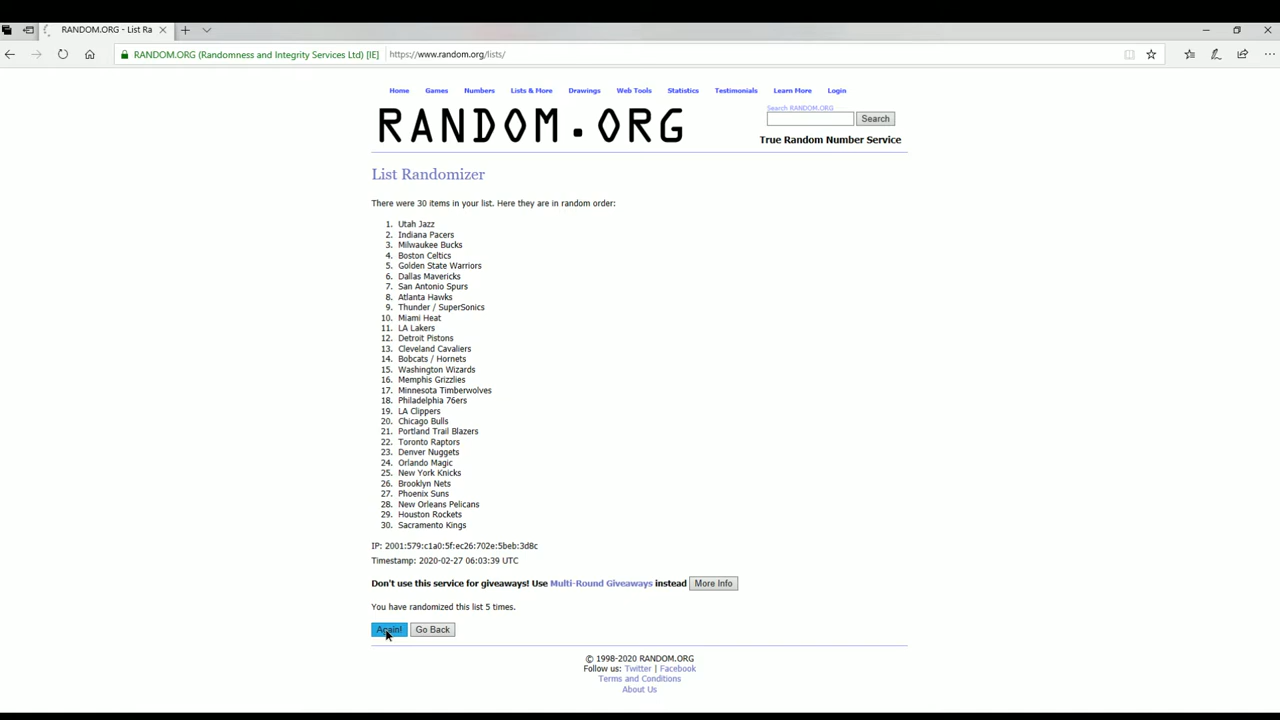 RANDOM.ORG - List Ra
RANDOM.ORG (Randomness and Integrity Services Ltd) [IE]
https://www.random.org/lists/
Home Games Numbers Lists & More Drawings Web Tools Statistics Testimonials Learn More Login
RANDOM.ORG
Search RANDOM.ORG
Search
True Random Number Service
List Randomizer
There were 30 items in your list. Here they are in random order:
1. Utah Jazz
2. Indiana Pacers
3. Milwaukee Bucks
4. Boston Celtics
5. Golden State Warriors
6. Dallas Mavericks
7. San Antonio Spurs
8. Atlanta Hawks
9. Thunder / SuperSonics
10. Miami Heat
11. LA Lakers
12. Detroit Pistons
13. Cleveland Cavaliers
14. Bobcats / Hornets
15. Washington Wizards
16. Memphis Grizzlies
17. Minnesota Timberwolves
18. Philadelphia 76ers
19. LA Clippers
20. Chicago Bulls
21. Portland Trail Blazers
22. Toronto Raptors
23. Denver Nuggets
24. Orlando Magic
25. New York Knicks
26. Brooklyn Nets
27. Phoenix Suns
28. New Orleans Pelicans
29. Houston Rockets
30. Sacramento Kings
IP: 2001:579:c1a0:5f:ec26:702e:5beb:3d8c
Timestamp: 2020-02-27 06:03:39 UTC
Don't use this service for giveaways! Use Multi-Round Giveaways instead More Info
You have randomized this list 5 times.
Again! Go Back
© 1998-2020 RANDOM.ORG
Follow us: Twitter | Facebook
Terms and Conditions
About Us